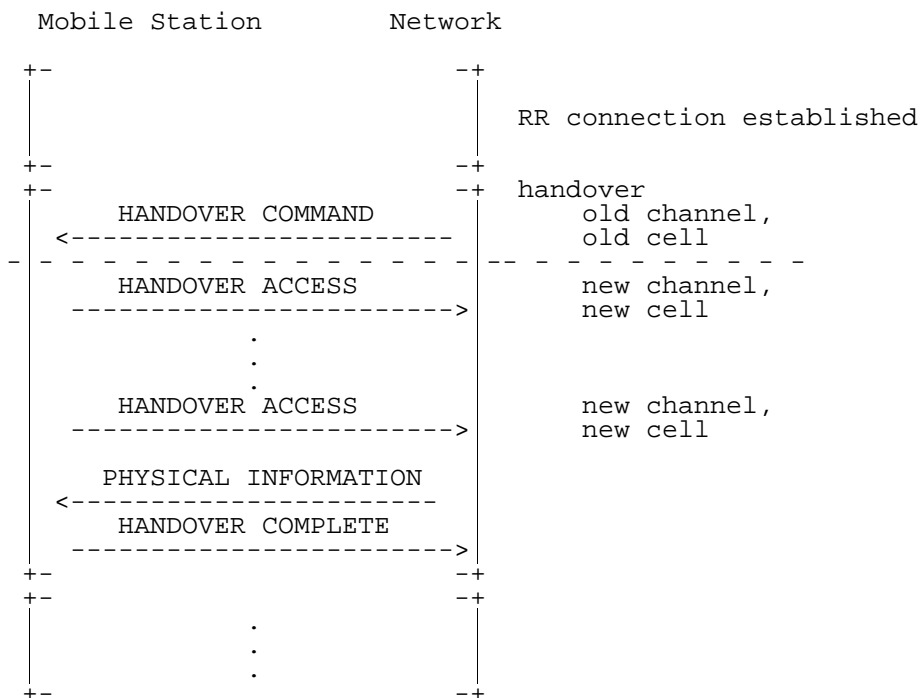 Mobile Station Network
RR connection established
handover
HANDOVER COMMAND old channel,
old cell
HANDOVER ACCESS new channel,
new cell
HANDOVER ACCESS new channel,
new cell
PHYSICAL INFORMATION
HANDOVER COMPLETE